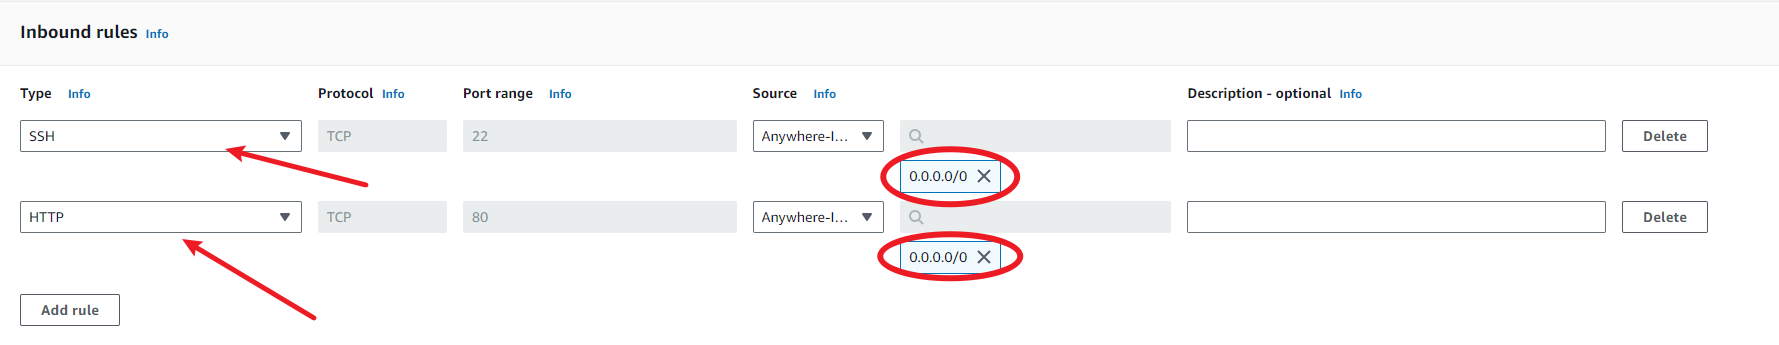 Inbound rules Info
Type Info Protocol Info Port range Info Source Info Description - optional Info
SSH TCP 22 Anywhere-I... Delete
0.0.0.0/0
HTTP TCP 80 Anywhere-I... Delete
0.0.0.0/0
Add rule